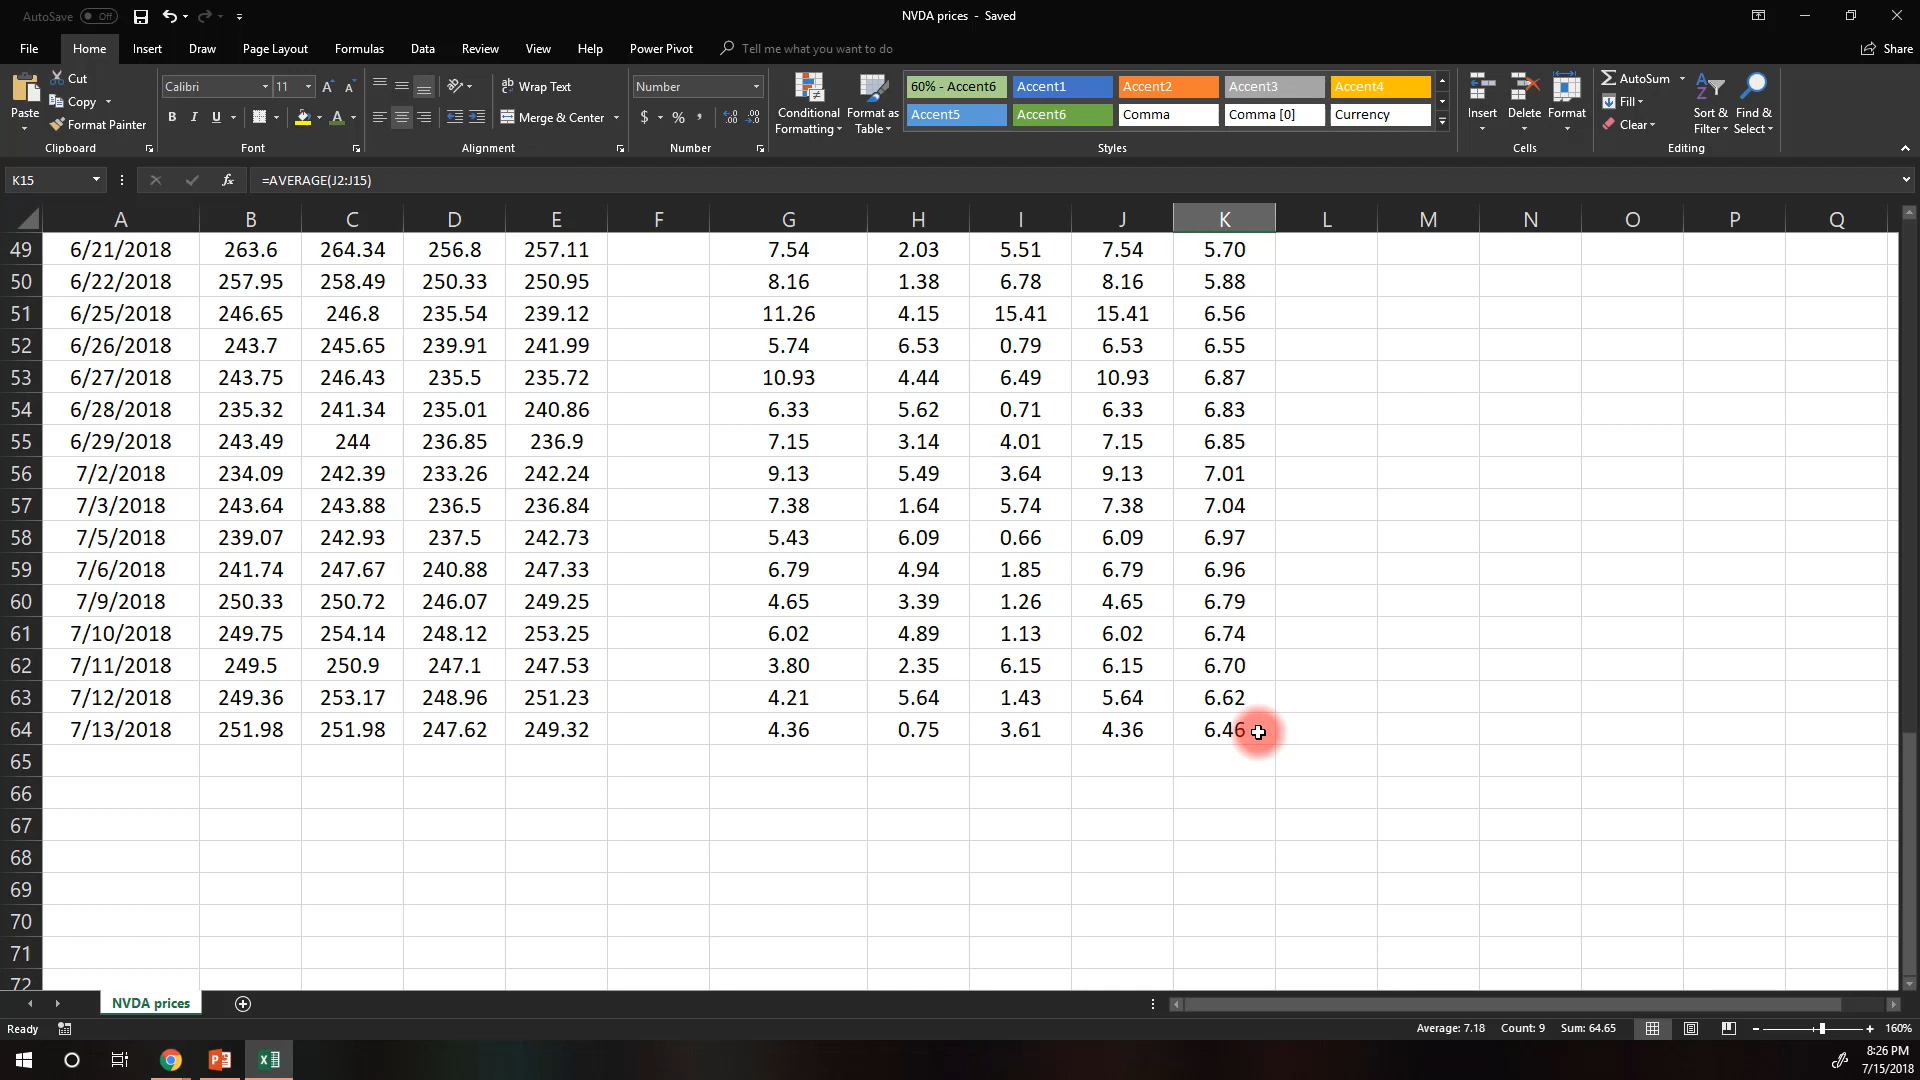 AutoSave Off
NVDA prices - Saved
File Home Insert Draw Page Layout Formulas Data Review View Help Power Pivot Tell me what you want to do Share
Paste
Cut
Copy
Format Painter
Clipboard
Calibri 11
B I U
Font
Wrap Text
Merge & Center
Alignment
Number
$ % ,
Number
Conditional Formatting
Format as Table
60% - Accent6 Accent1 Accent2 Accent3 Accent4
Accent5 Accent6 Comma Comma [0] Currency
Styles
Insert Delete Format
Cells
AutoSum
Fill
Clear
Sort & Filter
Find & Select
Editing
K15 fx =AVERAGE(J2:J15)
A B C D E F G H I J K L M N O P Q
49 6/21/2018 263.6 264.34 256.8 257.11 7.54 2.03 5.51 7.54 5.70
50 6/22/2018 257.95 258.49 250.33 250.95 8.16 1.38 6.78 8.16 5.88
51 6/25/2018 246.65 246.8 235.54 239.12 11.26 4.15 15.41 15.41 6.56
52 6/26/2018 243.7 245.65 239.91 241.99 5.74 6.53 0.79 6.53 6.55
53 6/27/2018 243.75 246.43 235.5 235.72 10.93 4.44 6.49 10.93 6.87
54 6/28/2018 235.32 241.34 235.01 240.86 6.33 5.62 0.71 6.33 6.83
55 6/29/2018 243.49 244 236.85 236.9 7.15 3.14 4.01 7.15 6.85
56 7/2/2018 234.09 242.39 233.26 242.24 9.13 5.49 3.64 9.13 7.01
57 7/3/2018 243.64 243.88 236.5 236.84 7.38 1.64 5.74 7.38 7.04
58 7/5/2018 239.07 242.93 237.5 242.73 5.43 6.09 0.66 6.09 6.97
59 7/6/2018 241.74 247.67 240.88 247.33 6.79 4.94 1.85 6.79 6.96
60 7/9/2018 250.33 250.72 246.07 249.25 4.65 3.39 1.26 4.65 6.79
61 7/10/2018 249.75 254.14 248.12 253.25 6.02 4.89 1.13 6.02 6.74
62 7/11/2018 249.5 250.9 247.1 247.53 3.80 2.35 6.15 6.15 6.70
63 7/12/2018 249.36 253.17 248.96 251.23 4.21 5.64 1.43 5.64 6.62
64 7/13/2018 251.98 251.98 247.62 249.32 4.36 0.75 3.61 4.36 6.46
65
66
67
68
69
70
71
72
NVDA prices
Ready
Average: 7.18 Count: 9 Sum: 64.65 160%
8:26 PM
7/15/2018